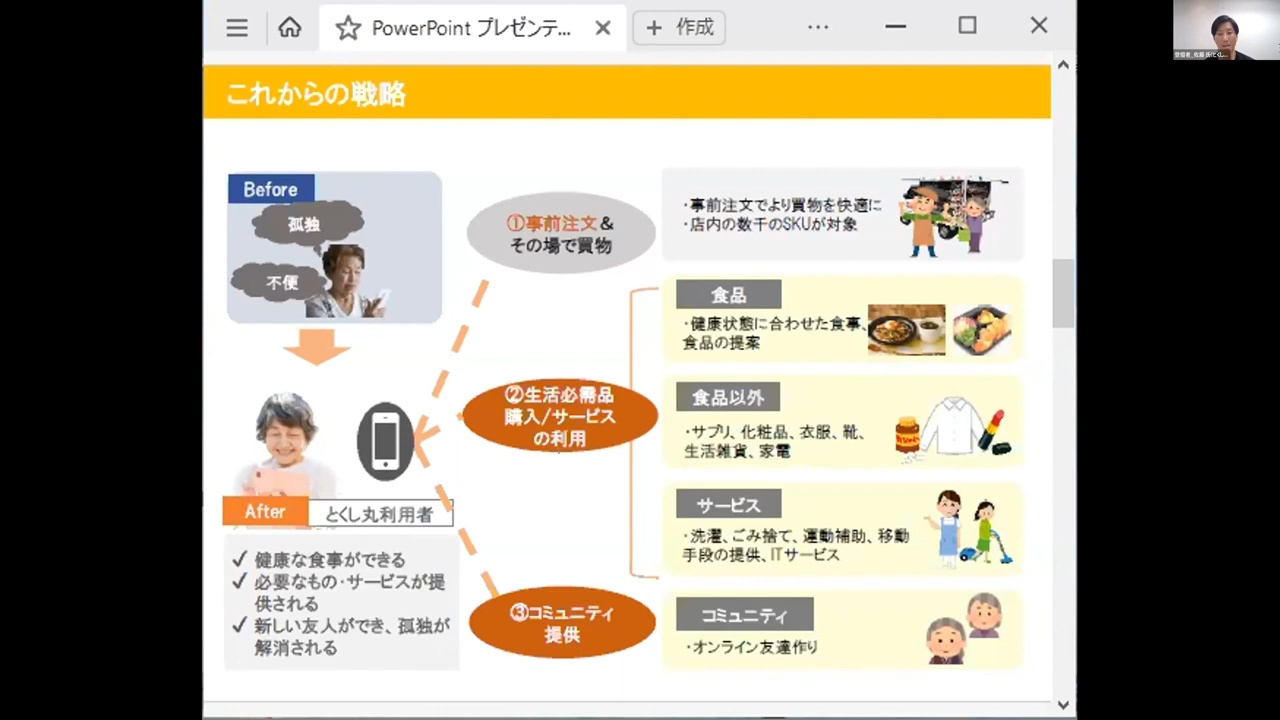 PowerPoint プレゼンテ...
作成
これからの戦略
Before
孤独
不便
After
とくし丸利用者
✓ 健康な食事ができる
✓ 必要なもの・サービスが提
供される
✓ 新しい友人ができ、孤独が
解消される
①事前注文&
その場で買物
②生活必需品
購入/サービス
の利用
③コミュニティ
提供
・事前注文でより買物を快適に
・店内の数千のSKUが対象
食品
・健康状態に合わせた食事、
食品の提案
食品以外
・サプリ、化粧品、衣服、靴、
生活雑貨、家電
サービス
・洗濯、ごみ捨て、運動補助、移動
手段の提供、ITサービス
コミュニティ
・オンライン友達作り